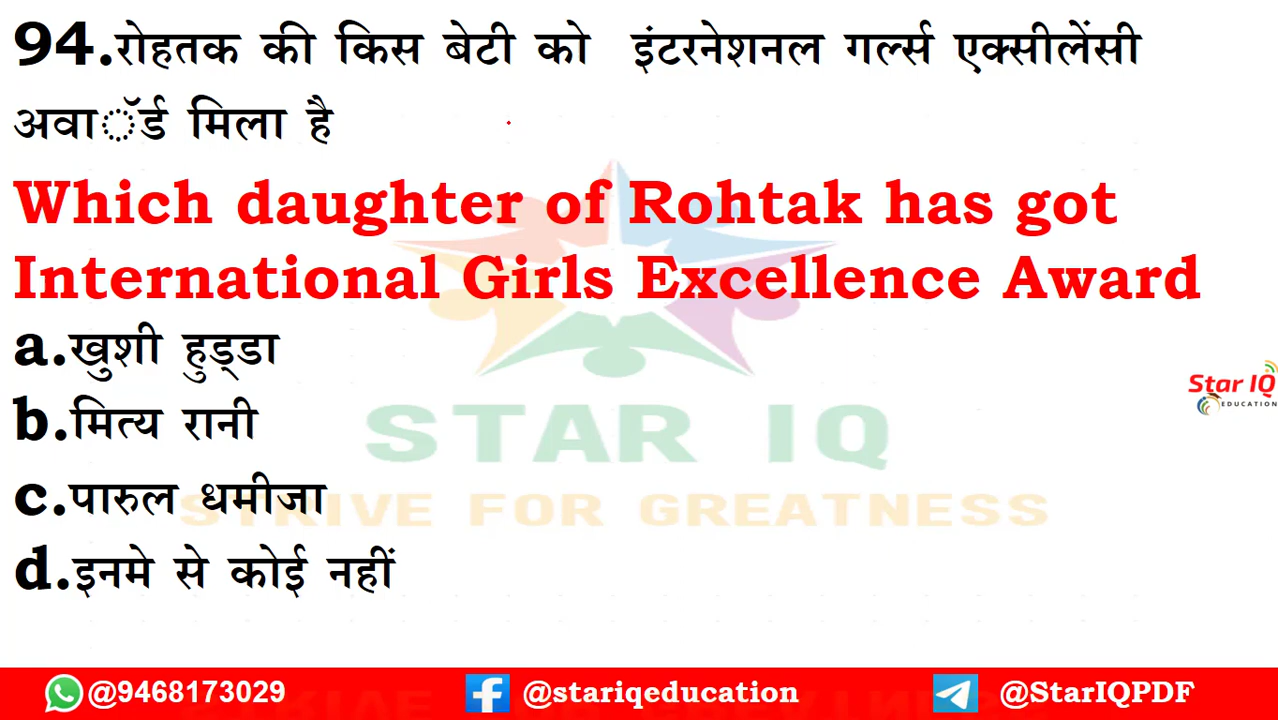 94.रोहतक की किस बेटी को इंटरनेशनल गर्ल्स एक्सीलेंसी
अवाॅर्ड मिला है
Which daughter of Rohtak has got
International Girls Excellence Award
a.खुशी हुड्डा
b.मित्य रानी
c.पारुल धमीजा
d.इनमे से कोई नहीं
Star IQ
EDUCATION
STAR IQ
STRIVE FOR GREATNESS
@9468173029 @stariqeducation @StarIQPDF